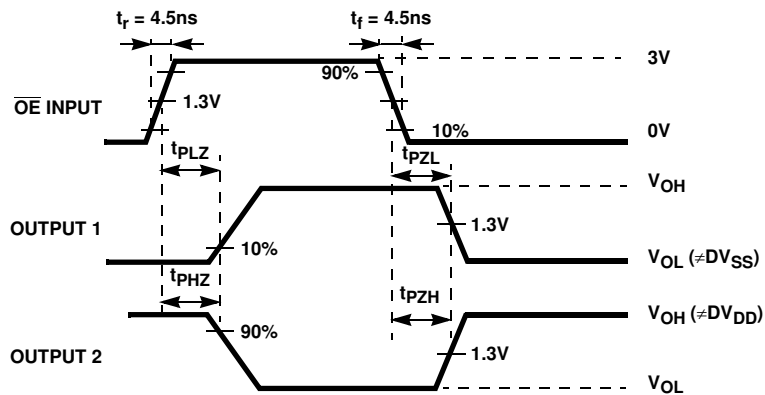 tr = 4.5ns
tf = 4.5ns
OE INPUT
90%
1.3V
10%
3V
0V
tPLZ
tPZL
OUTPUT 1
10%
1.3V
VOH
VOL (≠DVSS)
tPHZ
tPZH
OUTPUT 2
90%
1.3V
VOH (≠DVDD)
VOL